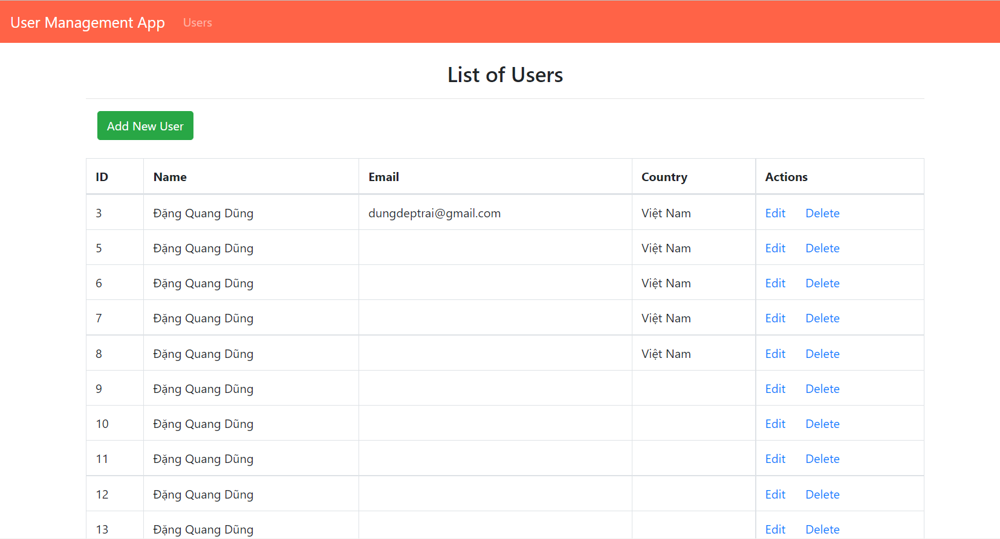 User Management App Users
List of Users
Add New User
ID Name Email Country Actions
3 Đặng Quang Dũng dungdeptrai@gmail.com Việt Nam Edit Delete
5 Đặng Quang Dũng Việt Nam Edit Delete
6 Đặng Quang Dũng Việt Nam Edit Delete
7 Đặng Quang Dũng Việt Nam Edit Delete
8 Đặng Quang Dũng Việt Nam Edit Delete
9 Đặng Quang Dũng Edit Delete
10 Đặng Quang Dũng Edit Delete
11 Đặng Quang Dũng Edit Delete
12 Đặng Quang Dũng Edit Delete
13 Đặng Quang Dũng Edit Delete